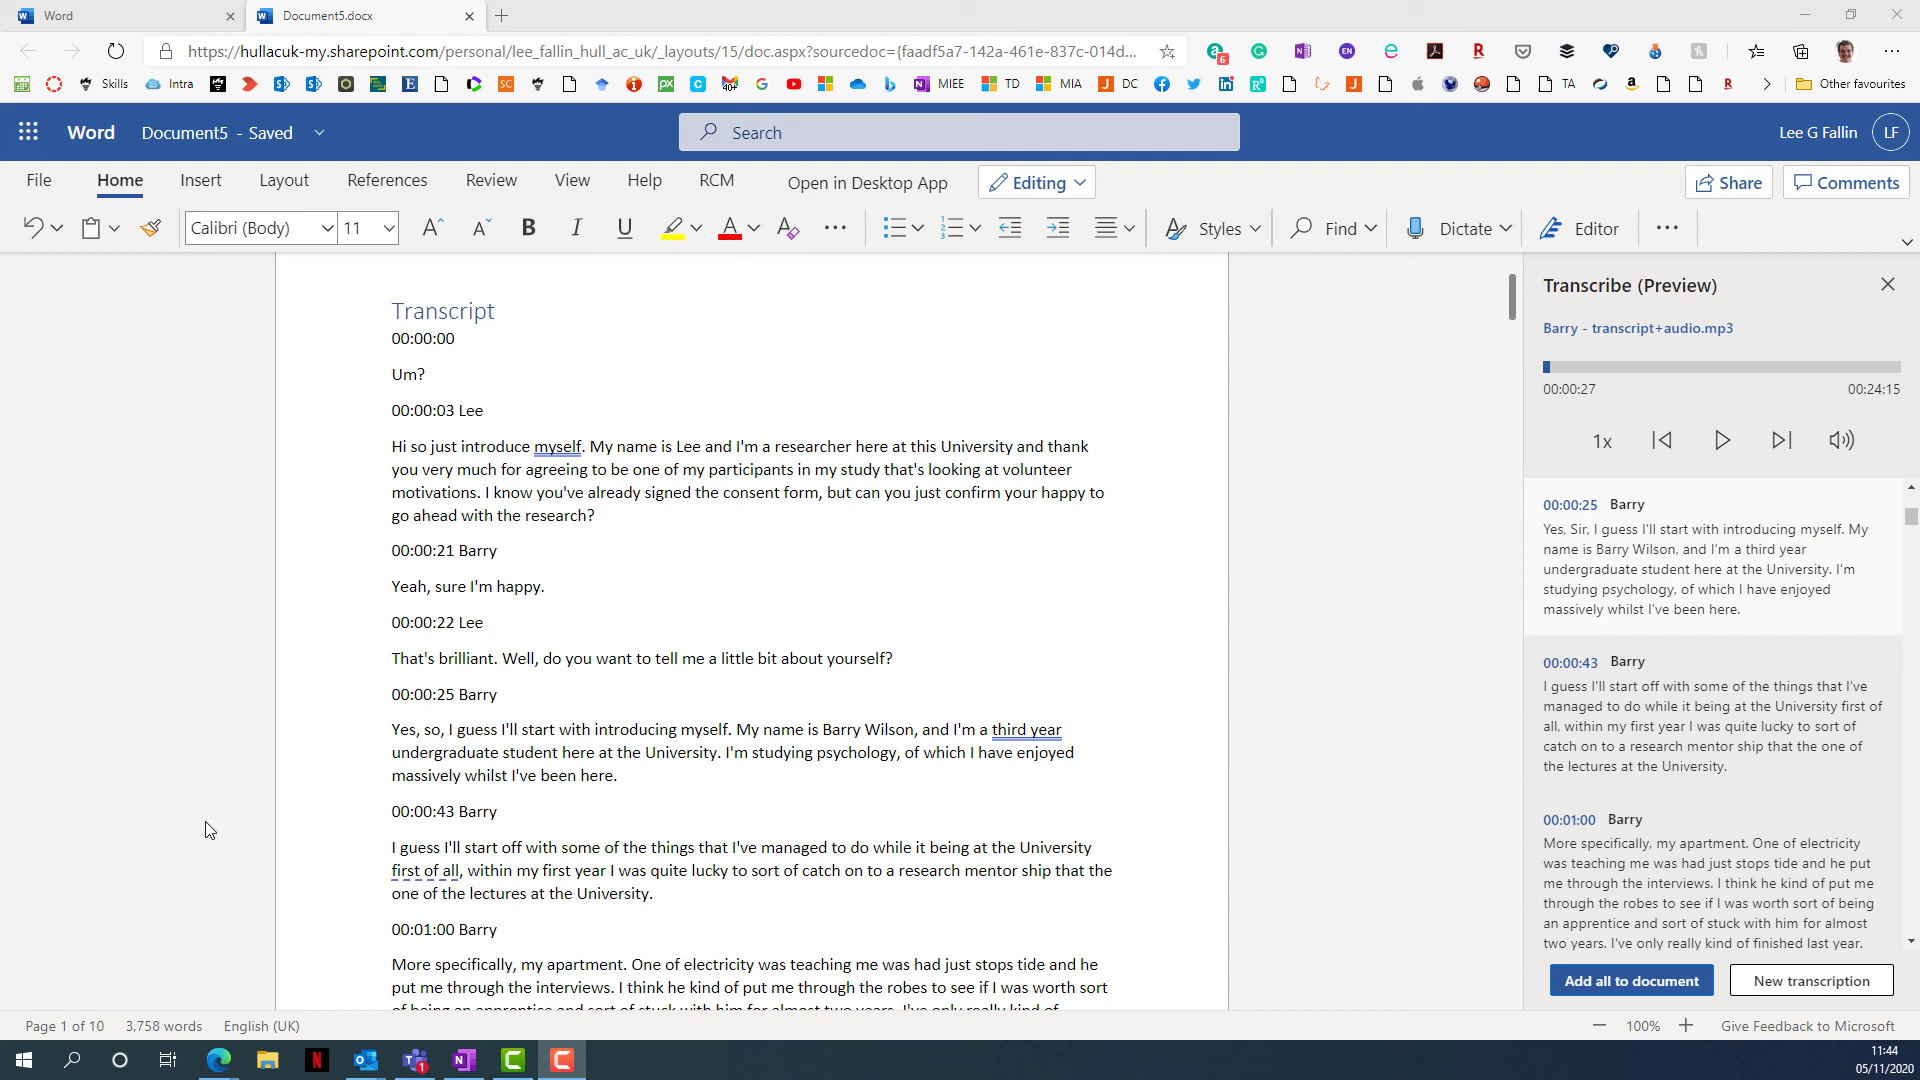 Word
Document5.docx
https://hullacuk-my.sharepoint.com/personal/lee_fallin_hull_ac_uk/_layouts/15/doc.aspx?sourcedoc={faadf5a7-142a-461e-837c-014d...
Skills
Intra
SC
MIEE
TD
MIA
DC
TA
Other favourites
Word
Document5 - Saved
Search
Lee G Fallin
LF
File
Home
Insert
Layout
References
Review
View
Help
RCM
Open in Desktop App
Editing
Share
Comments
Calibri (Body)
11
Styles
Find
Dictate
Editor
Transcript
00:00:00
Um?
00:00:03 Lee
Hi so just introduce myself. My name is Lee and I'm a researcher here at this University and thank
you very much for agreeing to be one of my participants in my study that's looking at volunteer
motivations. I know you've already signed the consent form, but can you just confirm your happy to
go ahead with the research?
00:00:21 Barry
Yeah, sure I'm happy.
00:00:22 Lee
That's brilliant. Well, do you want to tell me a little bit about yourself?
00:00:25 Barry
Yes, so, I guess I'll start with introducing myself. My name is Barry Wilson, and I'm a third year
undergraduate student here at the University. I'm studying psychology, of which I have enjoyed
massively whilst I've been here.
00:00:43 Barry
I guess I'll start off with some of the things that I've managed to do while it being at the University
first of all, within my first year I was quite lucky to sort of catch on to a research mentor ship that the
one of the lectures at the University.
00:01:00 Barry
More specifically, my apartment. One of electricity was teaching me was had just stops tide and he
put me through the interviews. I think he kind of put me through the robes to see if I was worth sort
of being an apprentice and sort of stuck with him for almost two years. I've only really kind of
Transcribe (Preview)
Barry - transcript+audio.mp3
00:00:27
00:24:15
1x
00:00:25 Barry
Yes, Sir, I guess I'll start with introducing myself. My
name is Barry Wilson, and I'm a third year
undergraduate student here at the University. I'm
studying psychology, of which I have enjoyed
massively whilst I've been here.
00:00:43 Barry
I guess I'll start off with some of the things that I've
managed to do while it being at the University first of
all, within my first year I was quite lucky to sort of
catch on to a research mentor ship that the one of
the lectures at the University.
00:01:00 Barry
More specifically, my apartment. One of electricity
was teaching me was had just stops tide and he put
me through the interviews. I think he kind of put me
through the robes to see if I was worth sort of being
an apprentice and sort of stuck with him for almost
two years. I've only really kind of finished last year.
Add all to document
New transcription
Page 1 of 10
3,758 words
English (UK)
100%
Give Feedback to Microsoft
11:44
05/11/2020